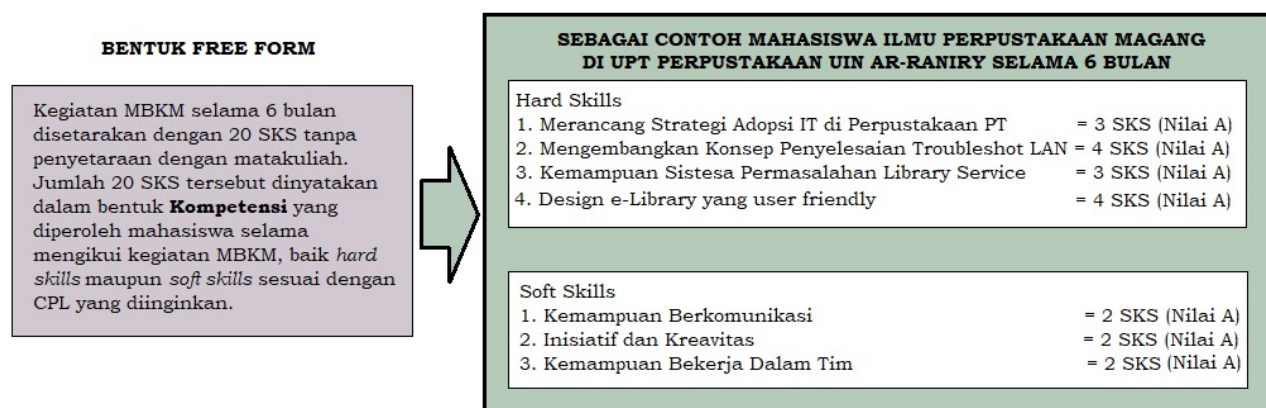 BENTUK FREE FORM
Kegiatan MBKM selama 6 bulan
disetarakan dengan 20 SKS tanpa
penyetaraan dengan matakuliah.
Jumlah 20 SKS tersebut dinyatakan
dalam bentuk Kompetensi yang
diperoleh mahasiswa selama
mengikui kegiatan MBKM, baik hard
skills maupun soft skills sesuai dengan
CPL yang diinginkan.
SEBAGAI CONTOH MAHASISWA ILMU PERPUSTAKAAN MAGANG
DI UPT PERPUSTAKAAN UIN AR-RANIRY SELAMA 6 BULAN
Hard Skills
1. Merancang Strategi Adopsi IT di Perpustakaan PT = 3 SKS (Nilai A)
2. Mengembangkan Konsep Penyelesaian Troubleshot LAN = 4 SKS (Nilai A)
3. Kemampuan Sistesa Permasalahan Library Service = 3 SKS (Nilai A)
4. Design e-Library yang user friendly = 4 SKS (Nilai A)
Soft Skills
1. Kemampuan Berkomunikasi = 2 SKS (Nilai A)
2. Inisiatif dan Kreavitas = 2 SKS (Nilai A)
3. Kemampuan Bekerja Dalam Tim = 2 SKS (Nilai A)